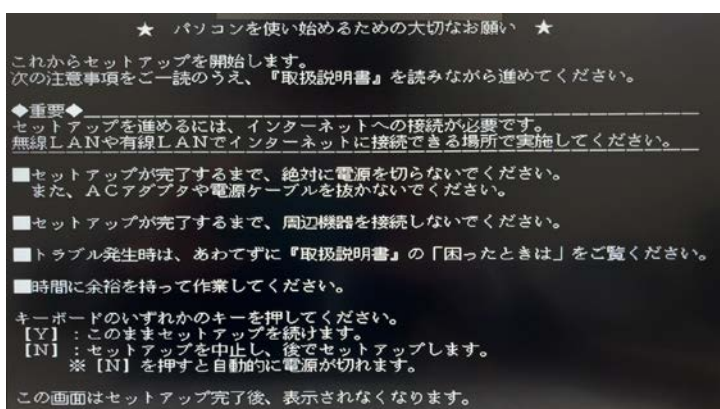 ★ パソコンを使い始めるための大切なお願い ★
これからセットアップを開始します。
次の注意事項をご一読のうえ、『取扱説明書』を読みながら進めてください。
◆重要◆
セットアップを進めるには、インターネットへの接続が必要です。
無線ＬＡＮや有線ＬＡＮでインターネットに接続できる場所で実施してください。
■セットアップが完了するまで、絶対に電源を切らないでください。
また、ＡＣアダプタや電源ケーブルを抜かないでください。
■セットアップが完了するまで、周辺機器を接続しないでください。
■トラブル発生時は、あわてずに『取扱説明書』の「困ったときは」をご覧ください。
■時間に余裕を持って作業してください。
キーボードのいずれかのキーを押してください。
【Ｙ】：このままセットアップを続けます。
【Ｎ】：セットアップを中止し、後でセットアップします。
※【Ｎ】を押すと自動的に電源が切れます。
この画面はセットアップ完了後、表示されなくなります。